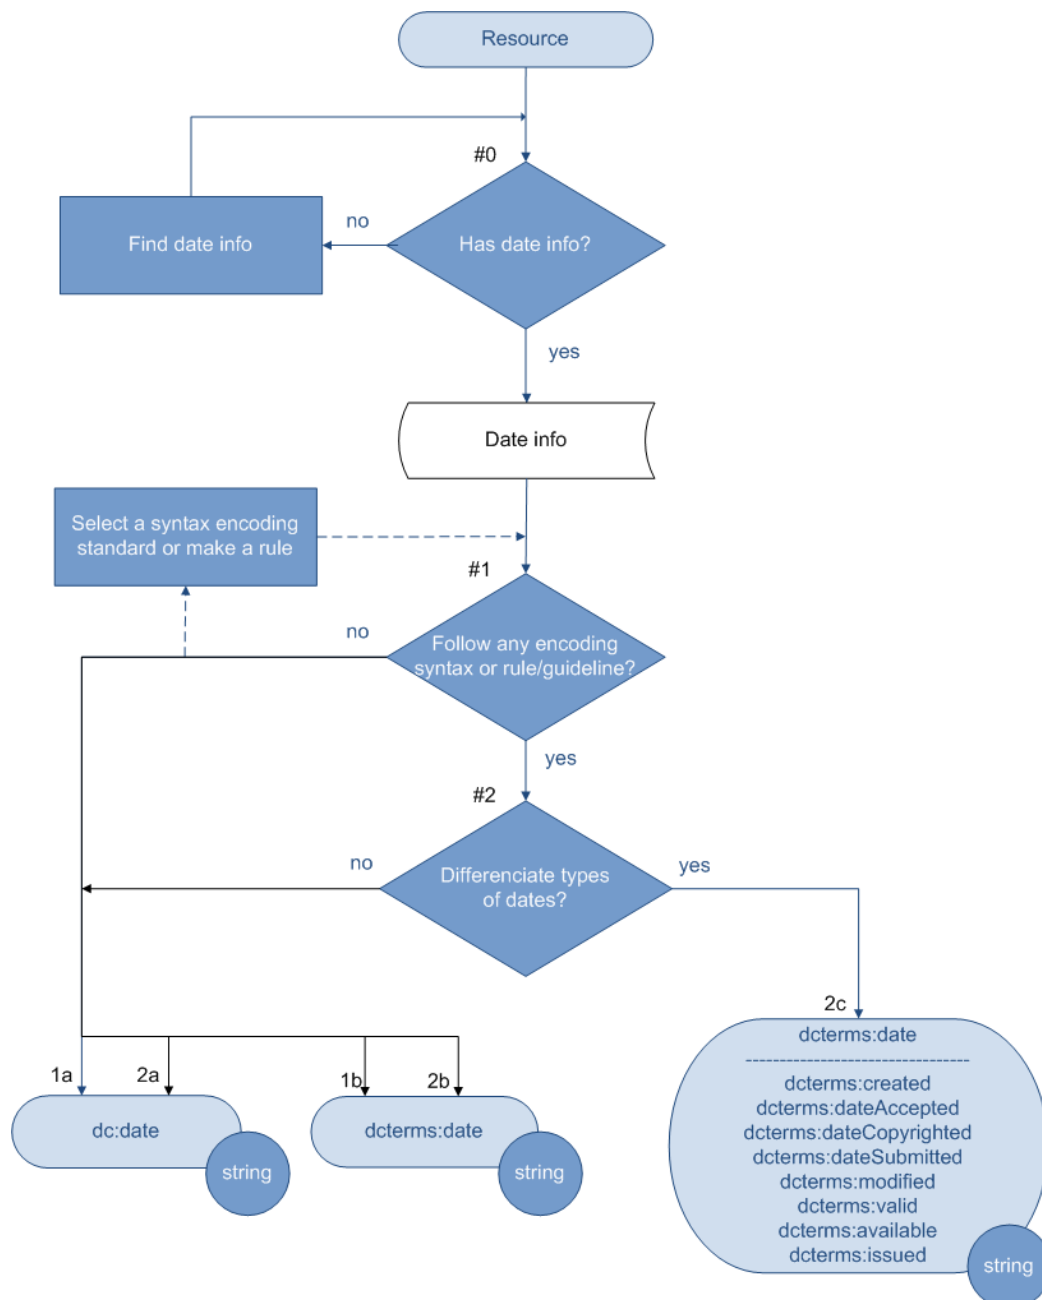 Resource
#0
no
Find date info
Has date info?
yes
Date info
Select a syntax encoding
standard or make a rule
#1
no
Follow any encoding
syntax or rule/guideline?
yes
#2
no
yes
Differenciate types
of dates?
2c
dcterms:date
---------------------------------
dcterms:created
dcterms:dateAccepted
dcterms:dateCopyrighted
dcterms:dateSubmitted
dcterms:modified
dcterms:valid
dcterms:available
dcterms:issued
string
1a
2a
1b
2b
dc:date
string
dcterms:date
string